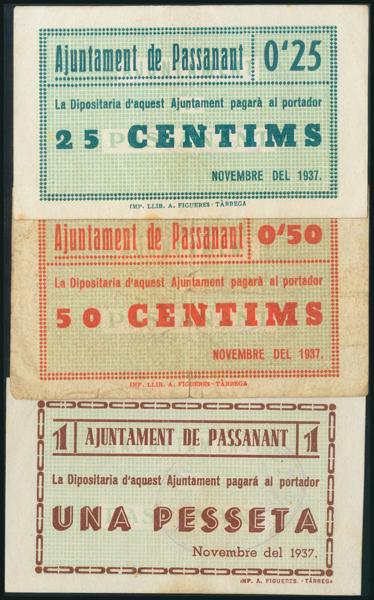 Ajuntament de Passanant 0'25
La Dipositaria d'aquest Ajuntament pagarà al portador
25 CENTIMS
NOVEMBRE DEL 1937.
IMP. LLIB. A. FIGUERES - TÀRREGA
Ajuntament de Passanant 0'50
La Dipositaria d'aquest Ajuntament pagarà al portador
50 CENTIMS
NOVEMBRE DEL 1937.
IMP. LLIB. A. FIGUERES - TÀRREGA
1 AJUNTAMENT DE PASSANANT 1
La Dipositaria d'aquest Ajuntament pagará al portador
UNA PESSETA
Novembre del 1937.
IMP. A. FIGUERES. - TÀRREGA